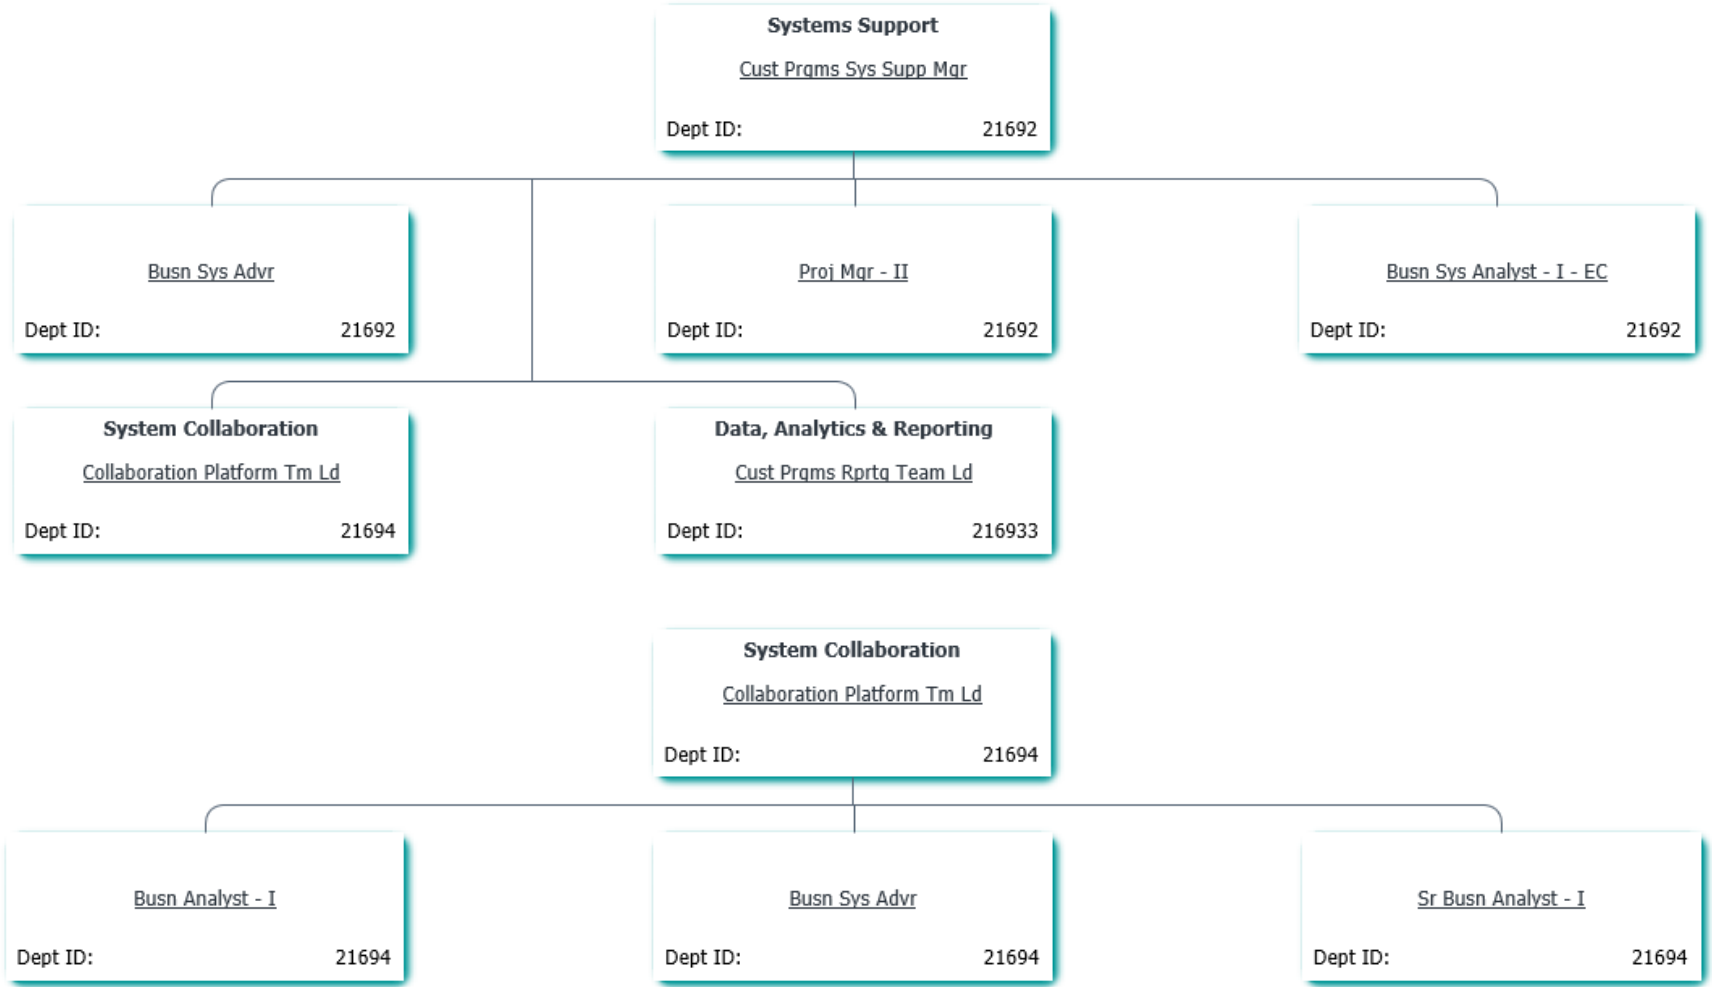 Systems Support
Cust Prgms Sys Supp Mgr
Dept ID: 21692
Busn Sys Advr
Dept ID: 21692
Proj Mgr - II
Dept ID: 21692
Busn Sys Analyst - I - EC
Dept ID: 21692
System Collaboration
Collaboration Platform Tm Ld
Dept ID: 21694
Data, Analytics & Reporting
Cust Prgms Rprtg Team Ld
Dept ID: 216933
System Collaboration
Collaboration Platform Tm Ld
Dept ID: 21694
Busn Analyst - I
Dept ID: 21694
Busn Sys Advr
Dept ID: 21694
Sr Busn Analyst - I
Dept ID: 21694